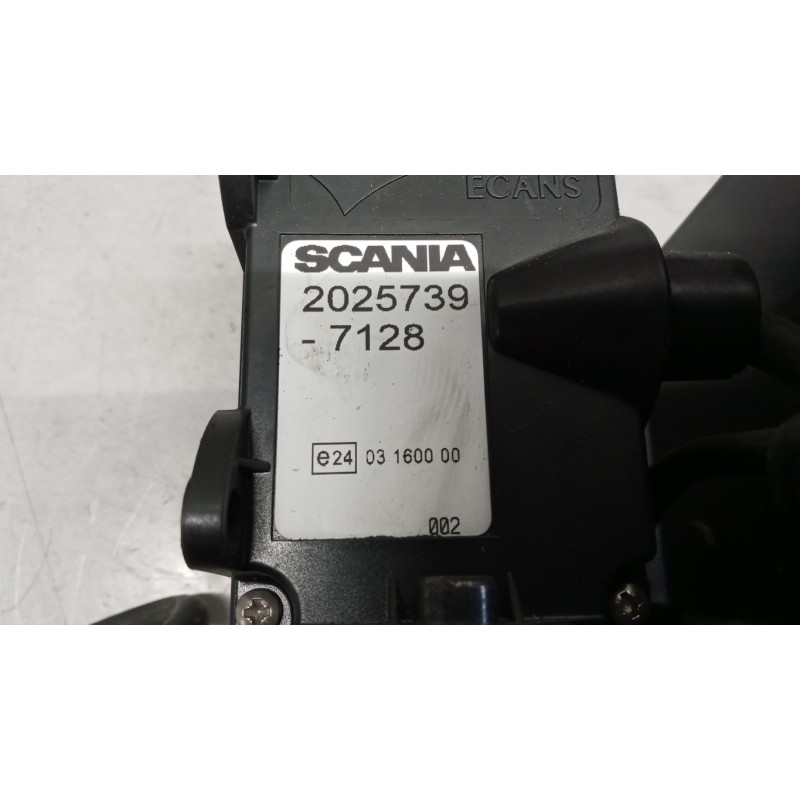 ECANS
SCANIA
2025739
- 7128
e24 03 1600 00
002